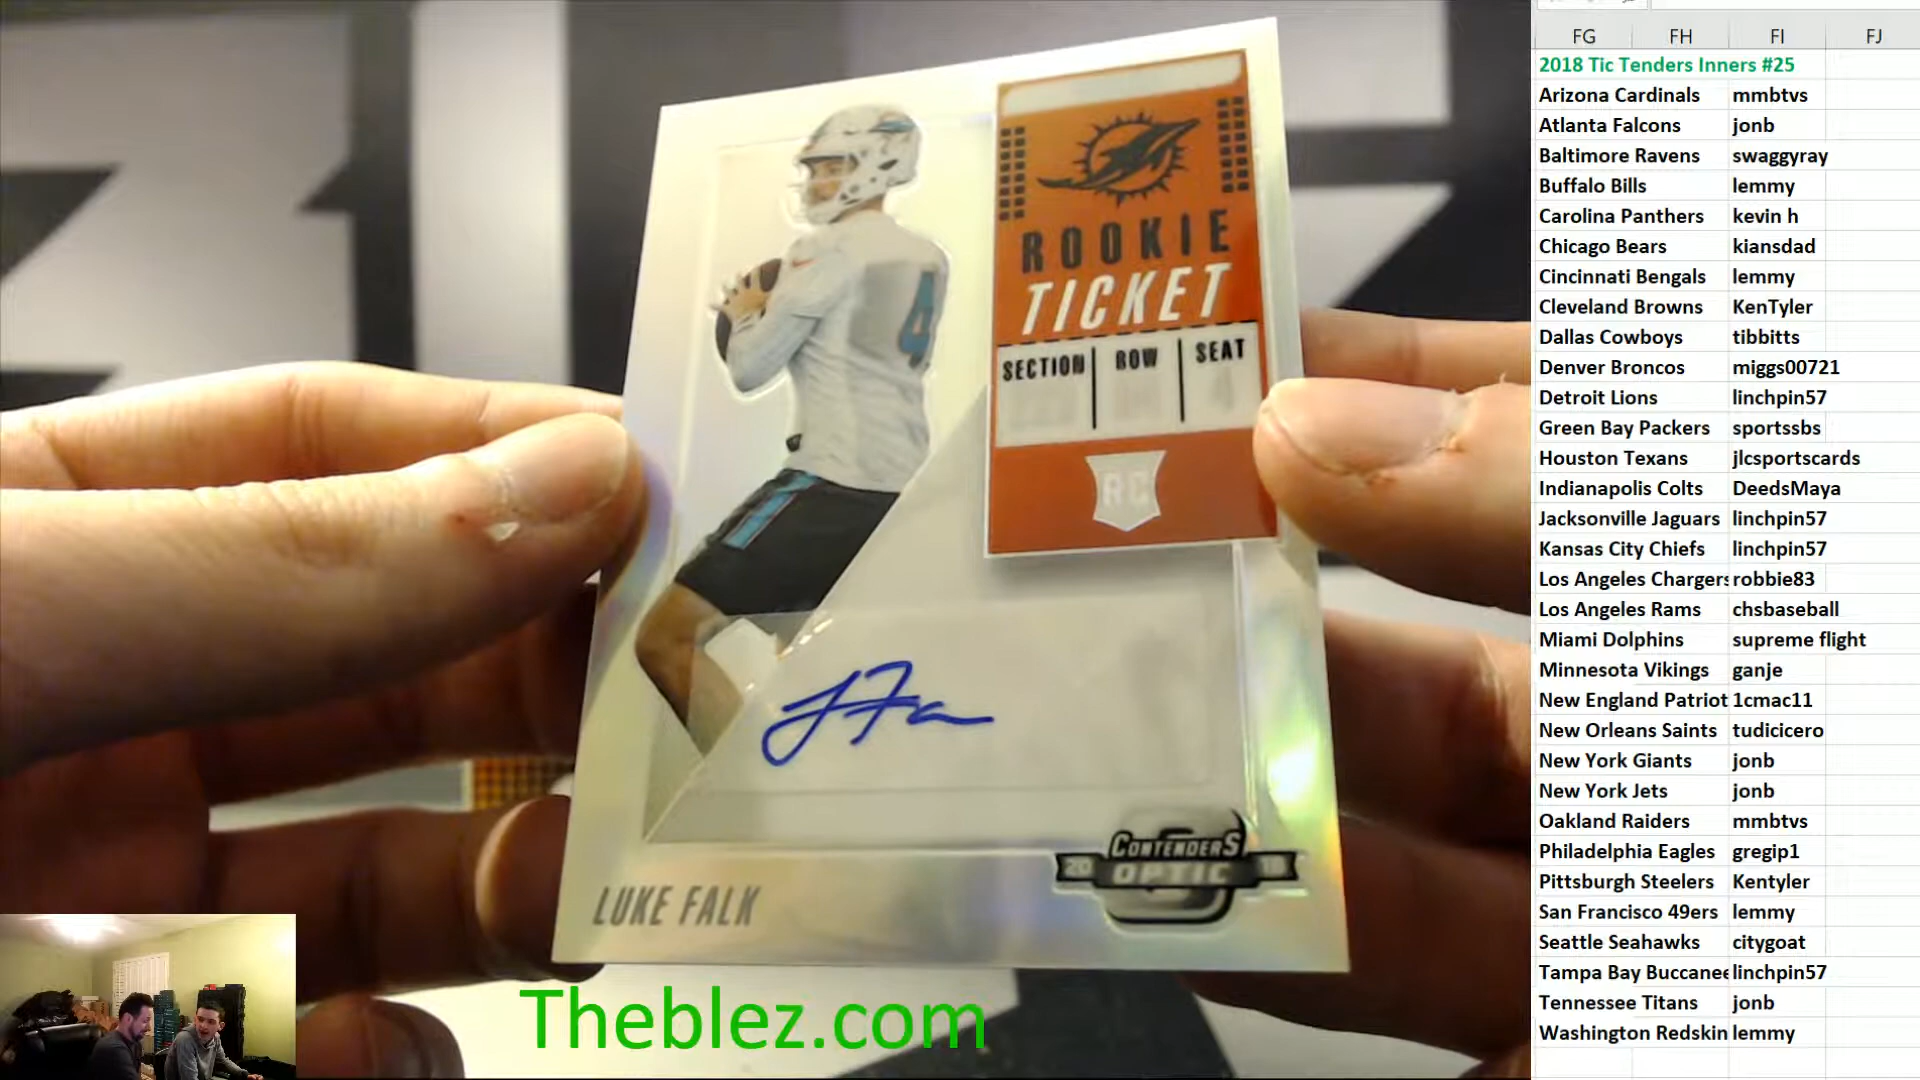 FG FH FI FJ
2018 Tic Tenders Inners #25
Arizona Cardinals mmbtvs
Atlanta Falcons jonb
Baltimore Ravens swaggyray
Buffalo Bills lemmy
Carolina Panthers kevin h
Chicago Bears kiansdad
Cincinnati Bengals lemmy
Cleveland Browns KenTyler
Dallas Cowboys tibbitts
Denver Broncos miggs00721
Detroit Lions linchpin57
Green Bay Packers sportssbs
Houston Texans jlcsportscards
Indianapolis Colts DeedsMaya
Jacksonville Jaguars linchpin57
Kansas City Chiefs linchpin57
Los Angeles Chargers robbie83
Los Angeles Rams chsbaseball
Miami Dolphins supreme flight
Minnesota Vikings ganje
New England Patriot 1cmac11
New Orleans Saints tudicicero
New York Giants jonb
New York Jets jonb
Oakland Raiders mmbtvs
Philadelphia Eagles gregip1
Pittsburgh Steelers Kentyler
San Francisco 49ers lemmy
Seattle Seahawks citygoat
Tampa Bay Buccanee linchpin57
Tennessee Titans jonb
Washington Redskin lemmy
ROOKIE
TICKET
SECTION ROW SEAT
RC
4
CONTENDERS
20 OPTIC 18
LUKE FALK
Theblez.com